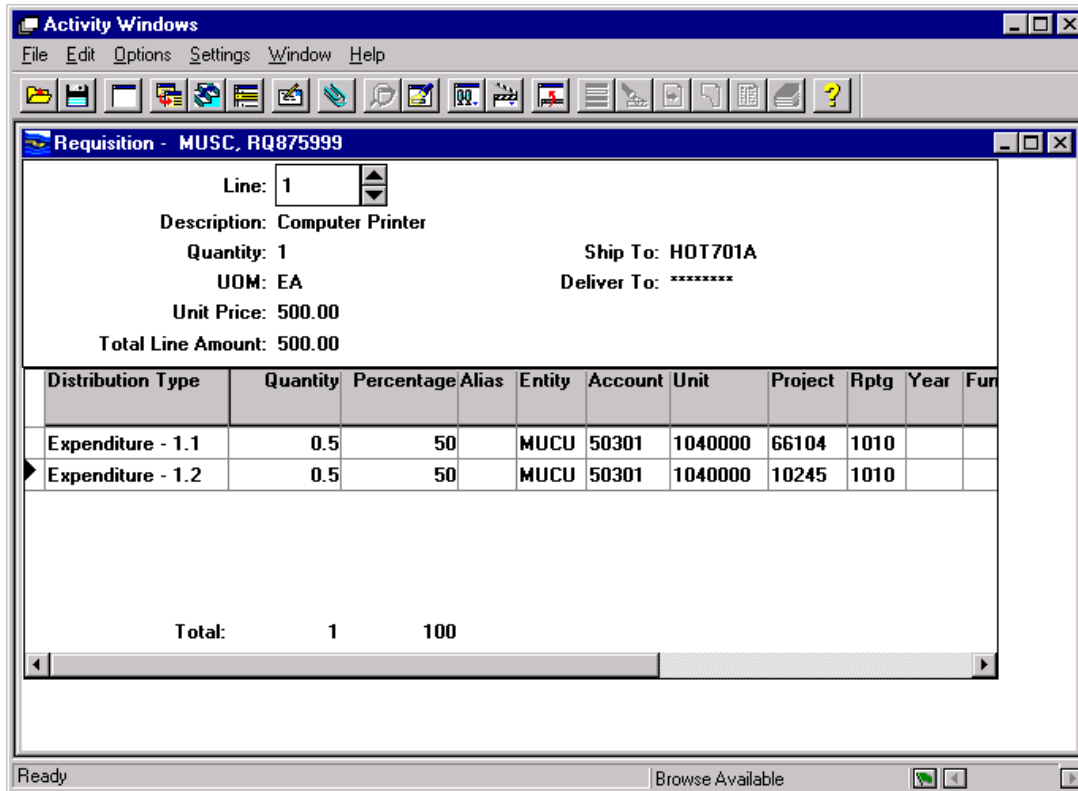 Activity Windows
File Edit Options Settings Window Help
Requisition - MUSC, RQ875999
Line: 1
Description: Computer Printer
Quantity: 1 Ship To: HOT701A
UOM: EA Deliver To: ********
Unit Price: 500.00
Total Line Amount: 500.00
Distribution Type Quantity Percentage Alias Entity Account Unit Project Rptg Year Fun
Expenditure - 1.1 0.5 50 MUCU 50301 1040000 66104 1010
Expenditure - 1.2 0.5 50 MUCU 50301 1040000 10245 1010
Total: 1 100
Ready Browse Available